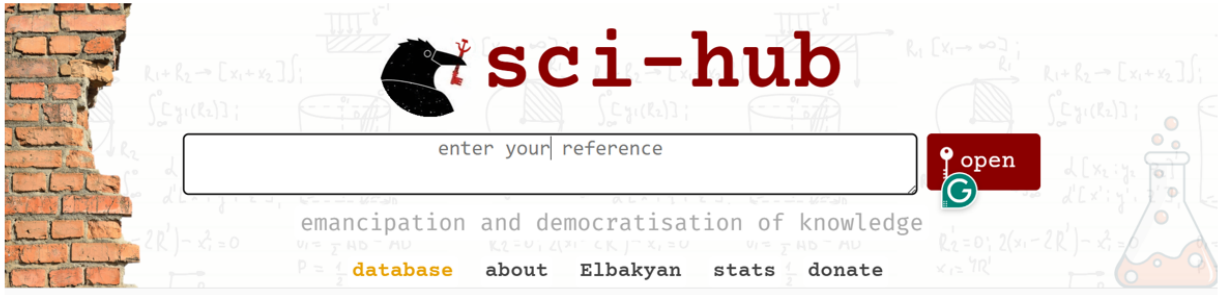 sci-hub
enter your reference
open
emancipation and democratisation of knowledge
database about Elbakyan stats donate